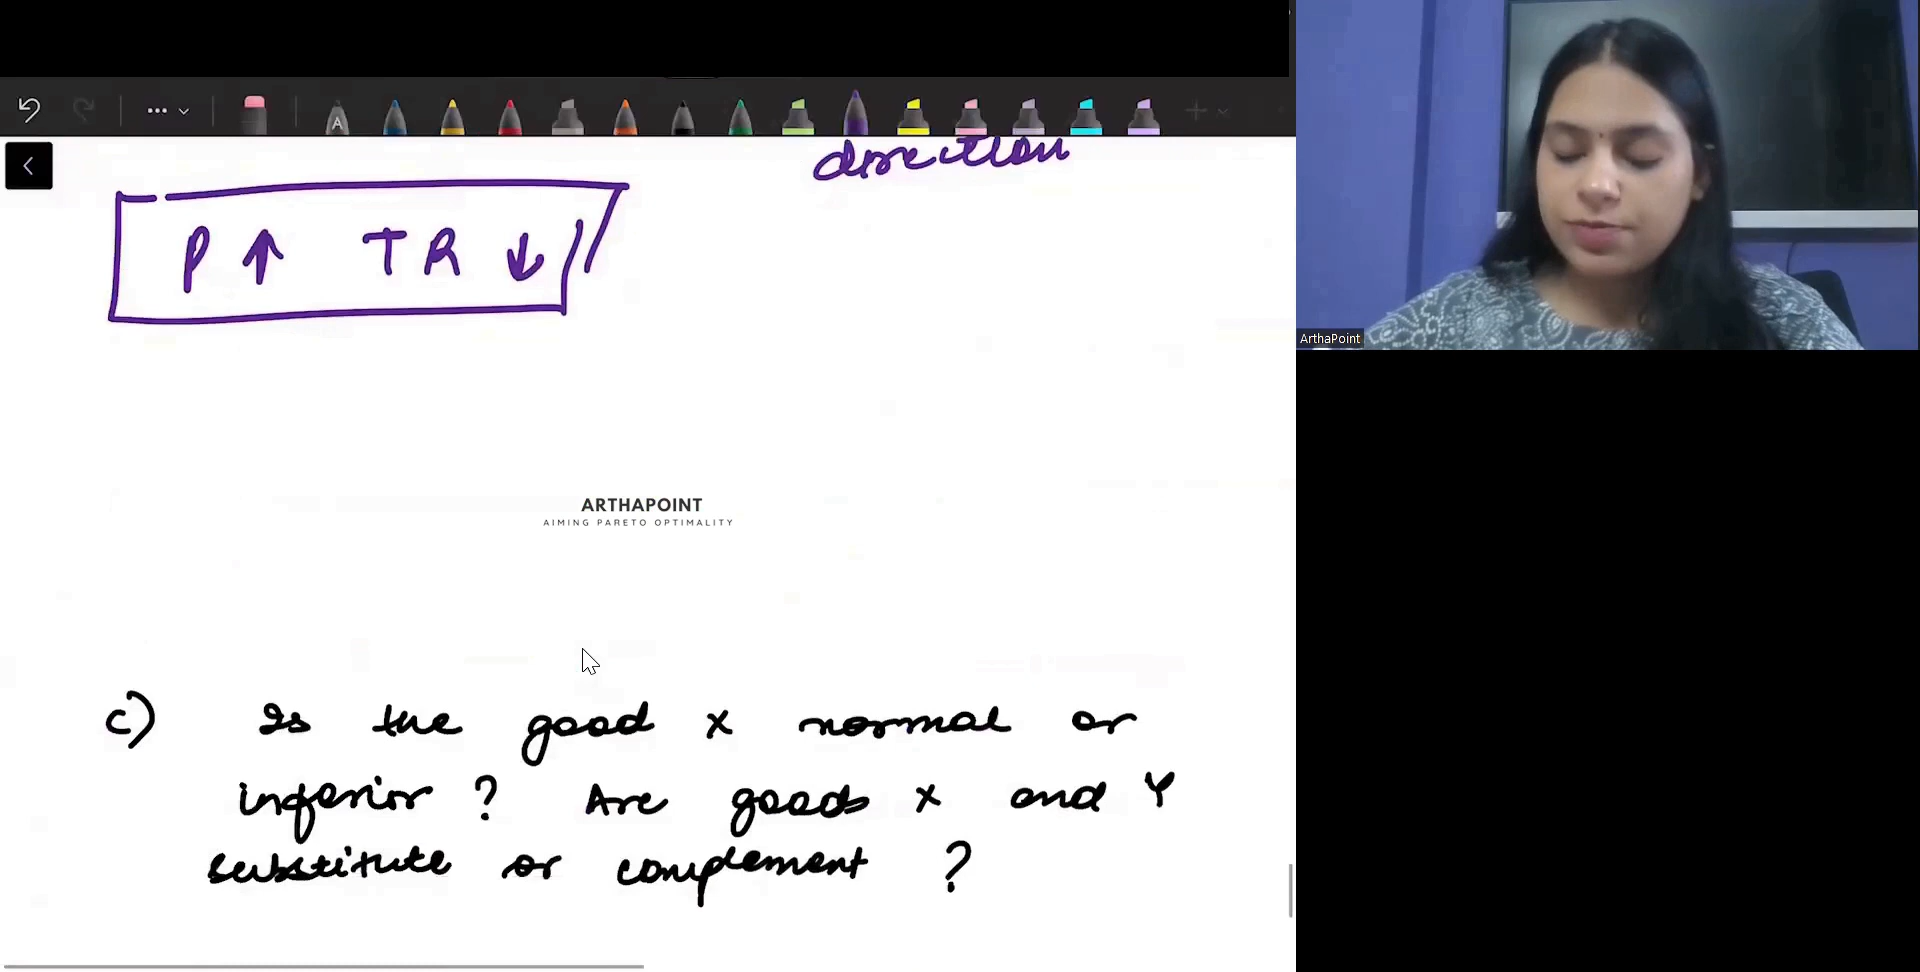 direction
P ↑ TR ↓
ArthaPoint
ARTHAPOINT
AIMING PARETO OPTIMALITY
c) Is the good x normal or
inferior ? Are goods x and Y
substitute or complement ?